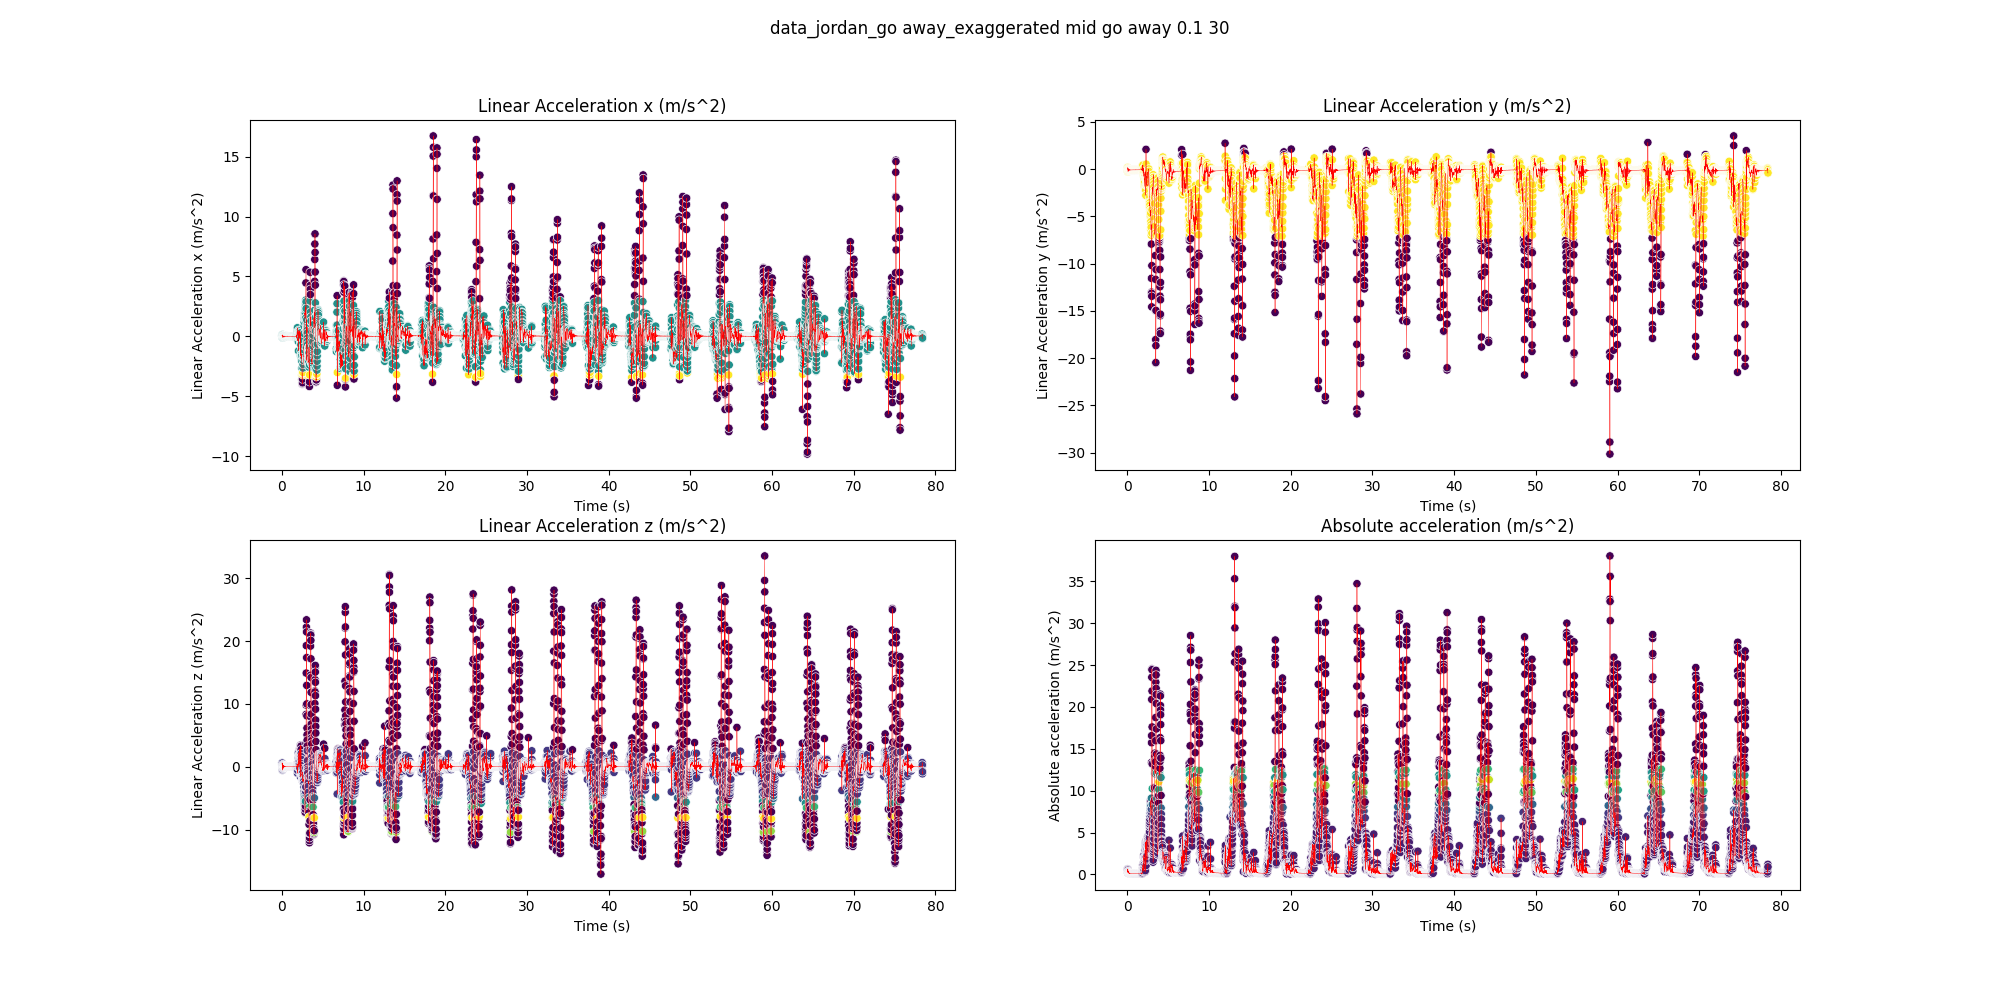 data_jordan_go away_exaggerated mid go away 0.1 30
Linear Acceleration x (m/s^2)
Linear Acceleration x (m/s^2)
15
10
5
0
−5
−10
0 10 20 30 40 50 60 70 80
Time (s)
Linear Acceleration y (m/s^2)
Linear Acceleration y (m/s^2)
5
0
−5
−10
−15
−20
−25
−30
0 10 20 30 40 50 60 70 80
Time (s)
Linear Acceleration z (m/s^2)
Linear Acceleration z (m/s^2)
30
20
10
0
−10
0 10 20 30 40 50 60 70 80
Time (s)
Absolute acceleration (m/s^2)
Absolute acceleration (m/s^2)
35
30
25
20
15
10
5
0
0 10 20 30 40 50 60 70 80
Time (s)